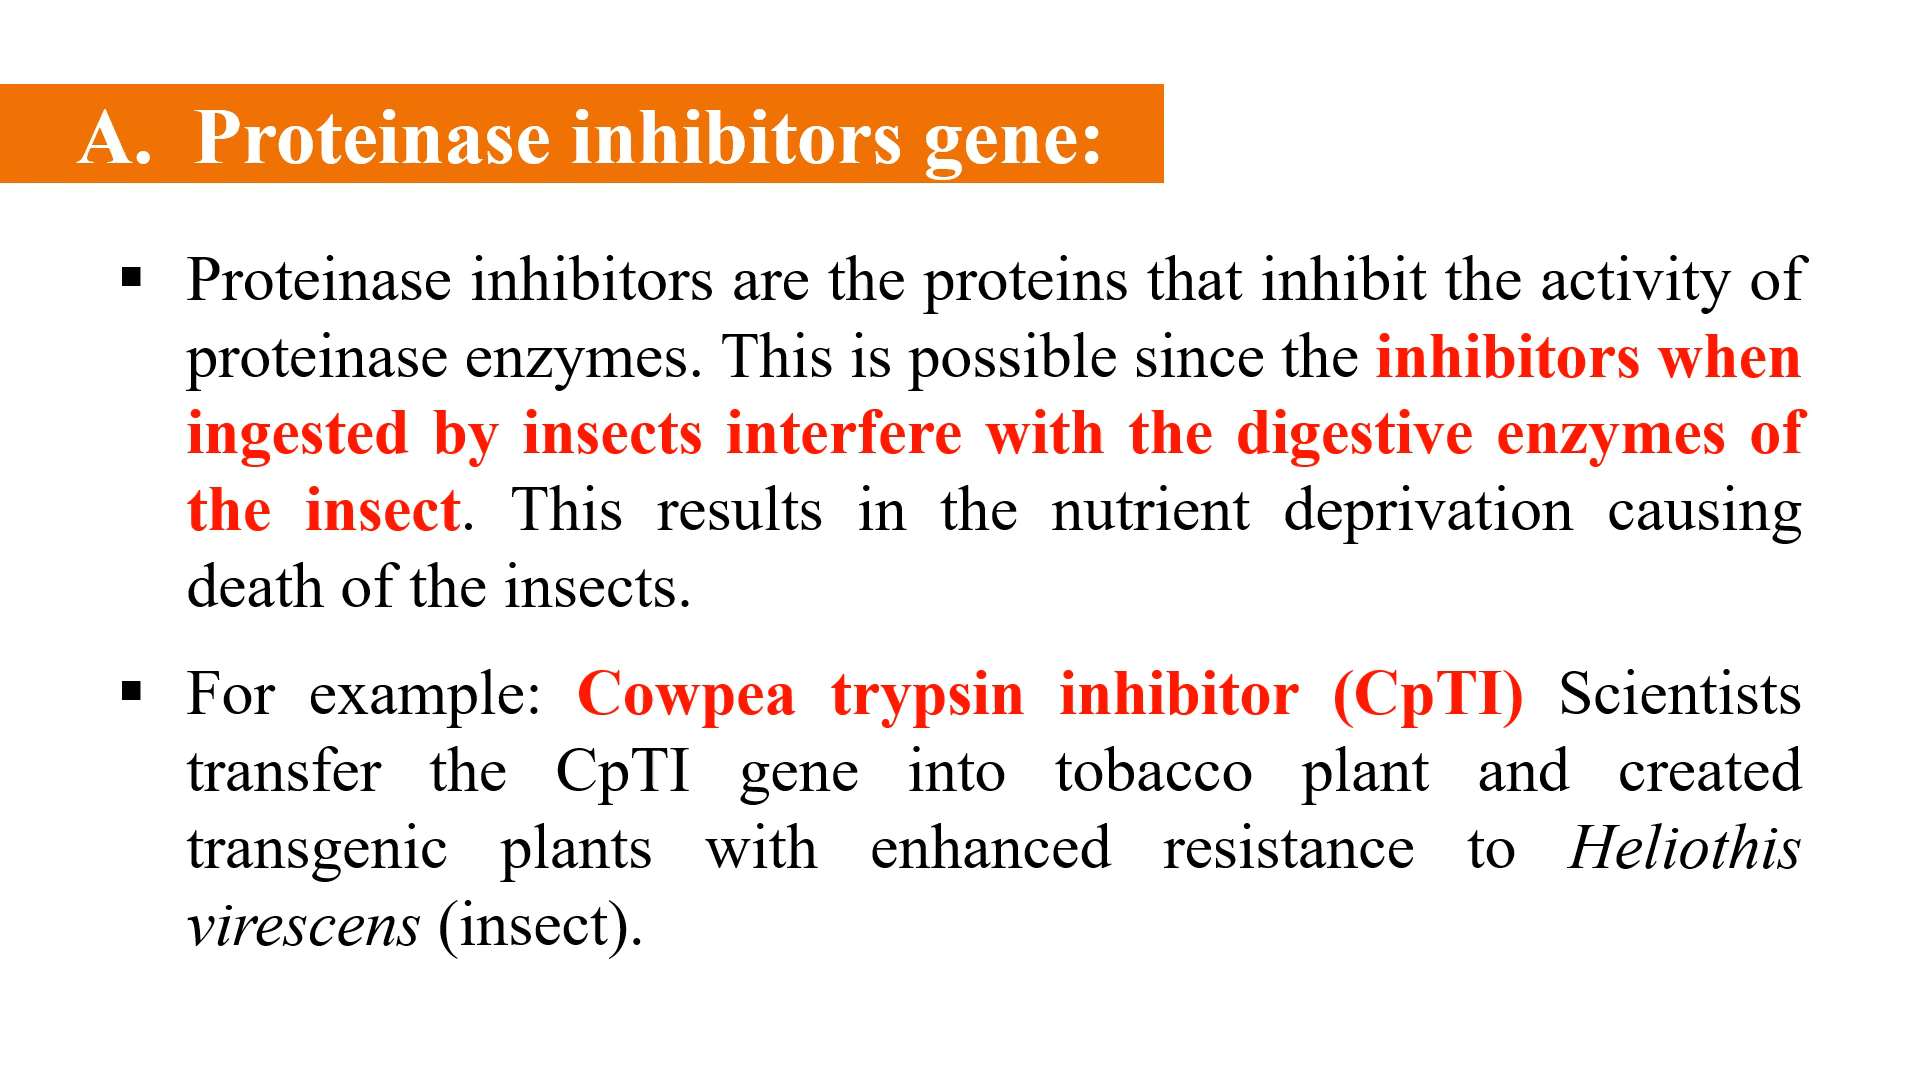 A. Proteinase inhibitors gene:
▪ Proteinase inhibitors are the proteins that inhibit the activity of
proteinase enzymes. This is possible since the inhibitors when
ingested by insects interfere with the digestive enzymes of
the insect. This results in the nutrient deprivation causing
death of the insects.
▪ For example: Cowpea trypsin inhibitor (CpTI) Scientists
transfer the CpTI gene into tobacco plant and created
transgenic plants with enhanced resistance to Heliothis
virescens (insect).